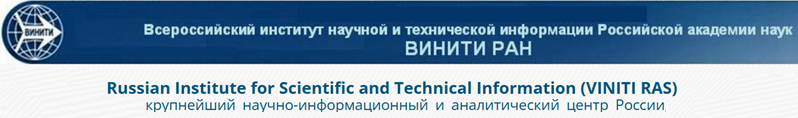 ВИНИТИ
Всероссийский институт научной и технической информации Российской академии наук
ВИНИТИ РАН
Russian Institute for Scientific and Technical Information (VINITI RAS)
крупнейший научно-информационный и аналитический центр России